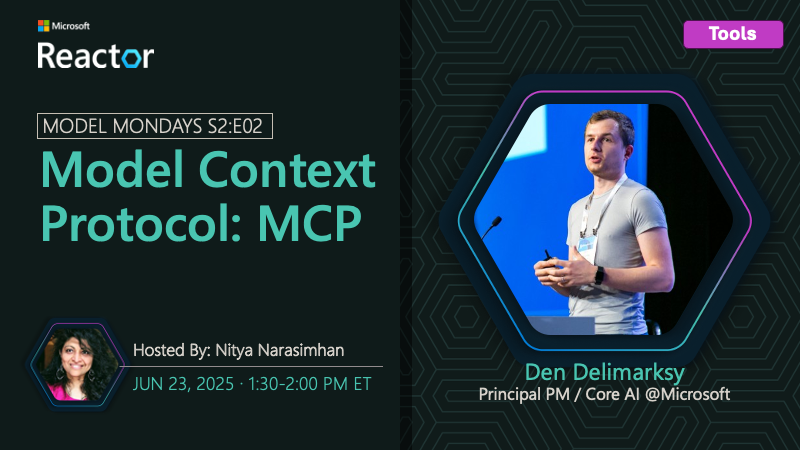 Microsoft
Reactor
Tools
MODEL MONDAYS S2:E02
Model Context
Protocol: MCP
Hosted By: Nitya Narasimhan
JUN 23, 2025 · 1:30-2:00 PM ET
Den Delimarksy
Principal PM / Core AI @Microsoft